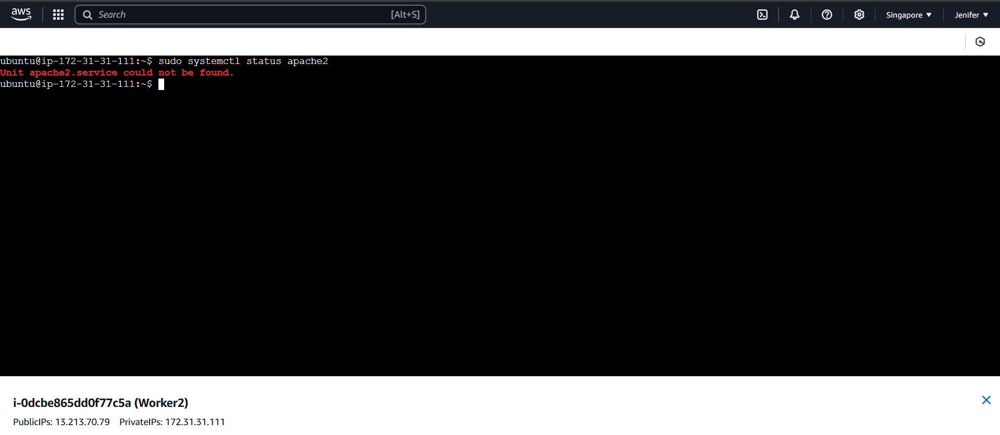 aws
Search [Alt+S] Singapore Jenifer
ubuntu@ip-172-31-31-111:~$ sudo systemctl status apache2
Unit apache2.service could not be found.
ubuntu@ip-172-31-31-111:~$
i-0dcbe865dd0f77c5a (Worker2)
PublicIPs: 13.213.70.79 PrivateIPs: 172.31.31.111